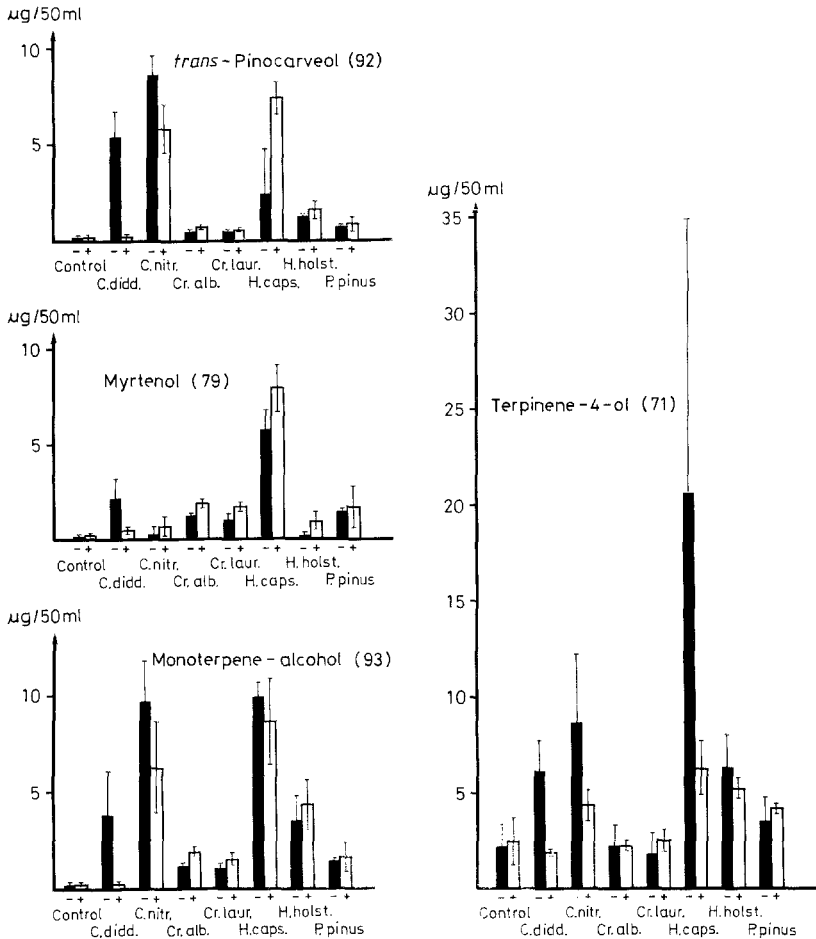 µg/50ml
trans-Pinocarveol (92)
10
5
- + - + - + - + - + - + - + - +
Control C.nitr. Cr.laur. H.holst.
C.didd. Cr.alb. H.caps. P.pinus
µg/50ml
Myrtenol (79)
10
5
- + - + - + - + - + - + - + - +
Control C.nitr. Cr.laur. H.holst.
C.didd. Cr.alb. H.caps. P.pinus
µg/50ml
Monoterpene-alcohol (93)
10
5
- + - + - + - + - + - + - + - +
Control C.nitr. Cr.laur. H.holst.
C.didd. Cr.alb. H.caps. P.pinus
µg/50ml
35
30
Terpinene-4-ol (71)
25
20
15
10
5
- + - + - + - + - + - + - + - +
Control C.nitr. Cr.laur. H.holst.
C.didd. Cr.alb. H.caps. P.pinus